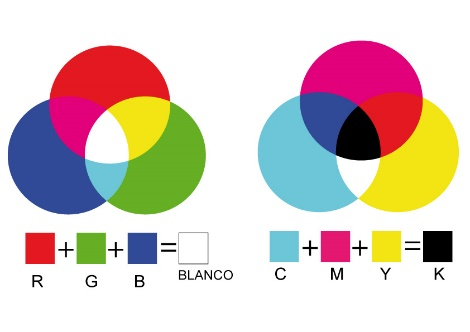 + + =
R G B BLANCO
+ + =
C M Y K